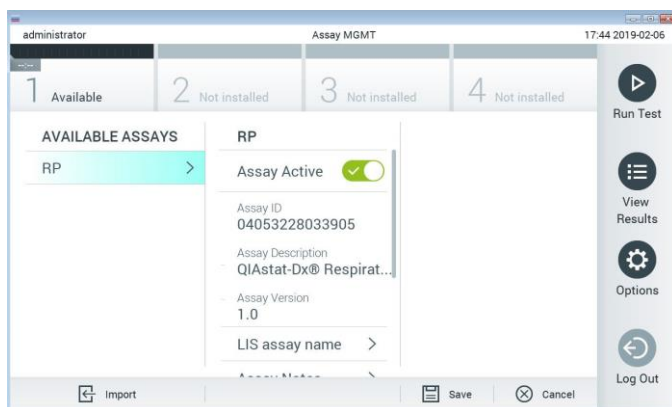 administrator
Assay MGMT
17:44 2019-02-06
1 Available
2 Not installed
3 Not installed
4 Not installed
Run Test
View
Results
Options
Log Out
AVAILABLE ASSAYS
RP
RP
Assay Active
Assay ID
04053228033905
Assay Description
QIAstat-Dx® Respirat...
Assay Version
1.0
LIS assay name
Assay Notes
Import
Save
Cancel